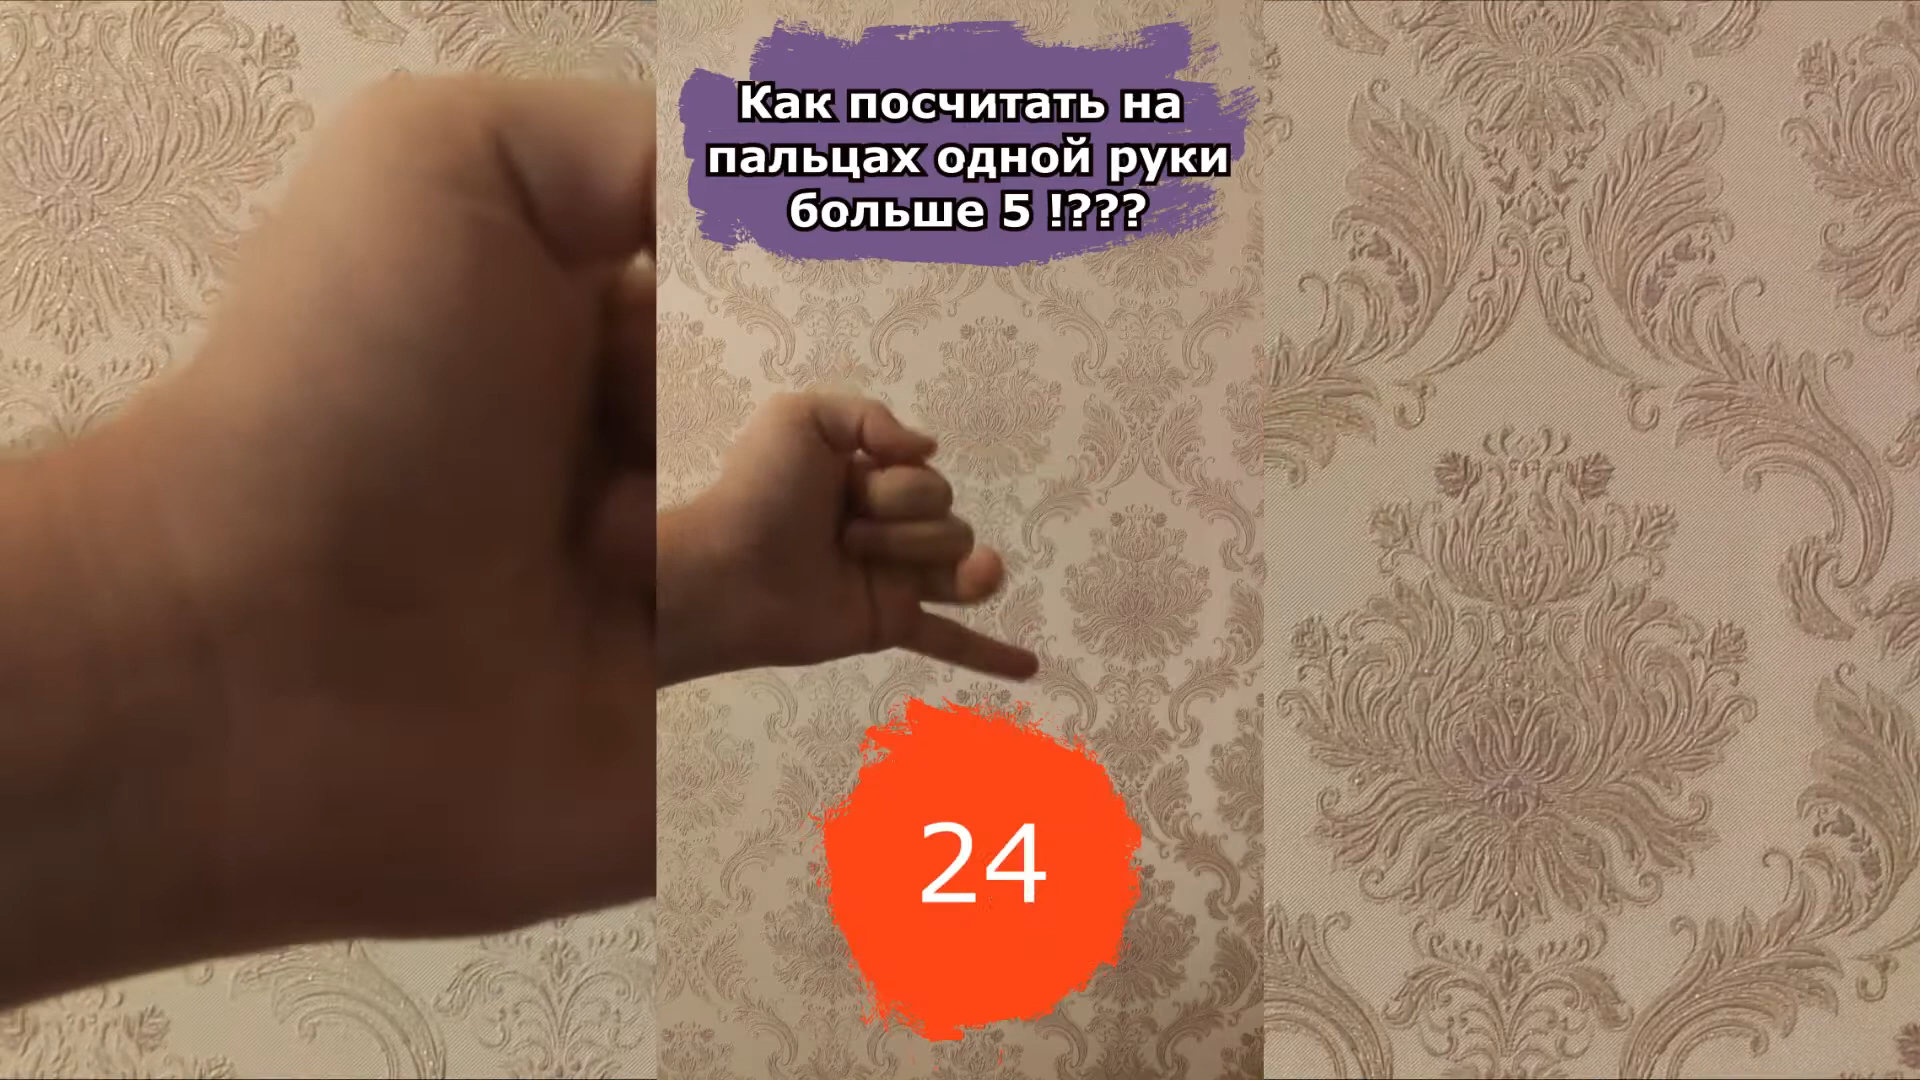 Как посчитать на
пальцах одной руки
больше 5 !???
24